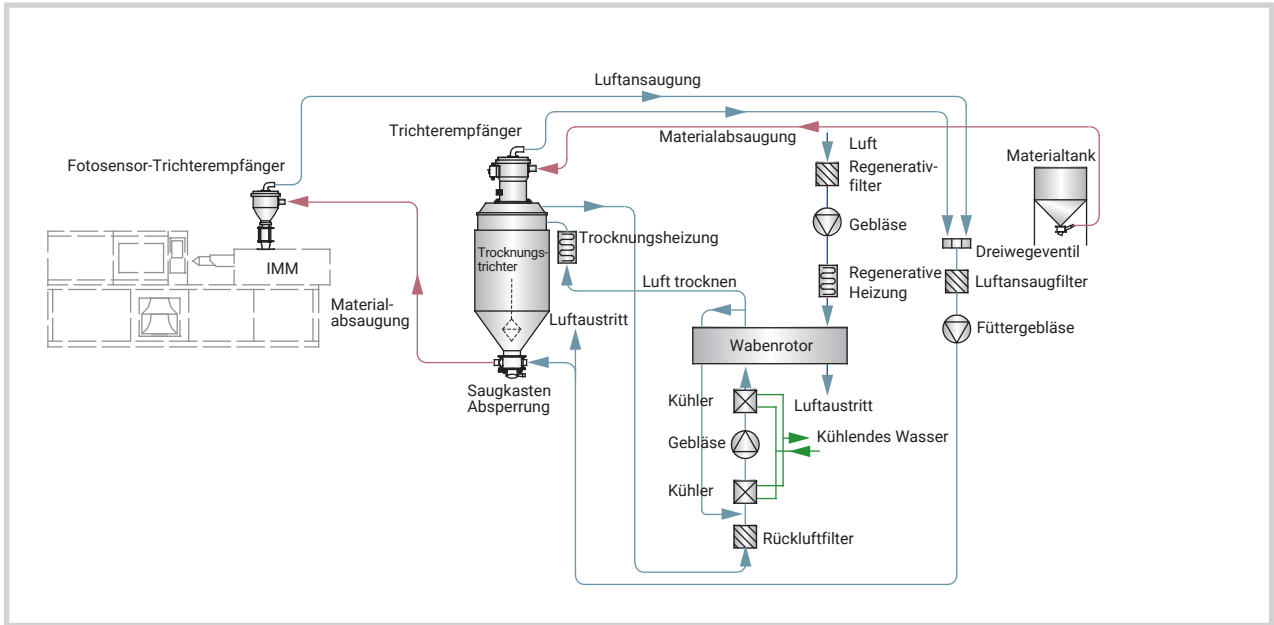 Luftansaugung
Trichterempfänger
Materialabsaugung
Luft
Fotosensor-Trichterempfänger
Regenerativ-
filter
Materialtank
Gebläse
Trocknungsheizung
Dreiwegeventil
IMM
Trocknungs-
trichter
Luft trocknen
Regenerative
Heizung
Luftansaugfilter
Material-
absaugung
Luftaustritt
Füttergebläse
Wabenrotor
Saugkasten
Absperrung
Kühler
Luftaustritt
Gebläse
Kühlendes Wasser
Kühler
Rückluftfilter